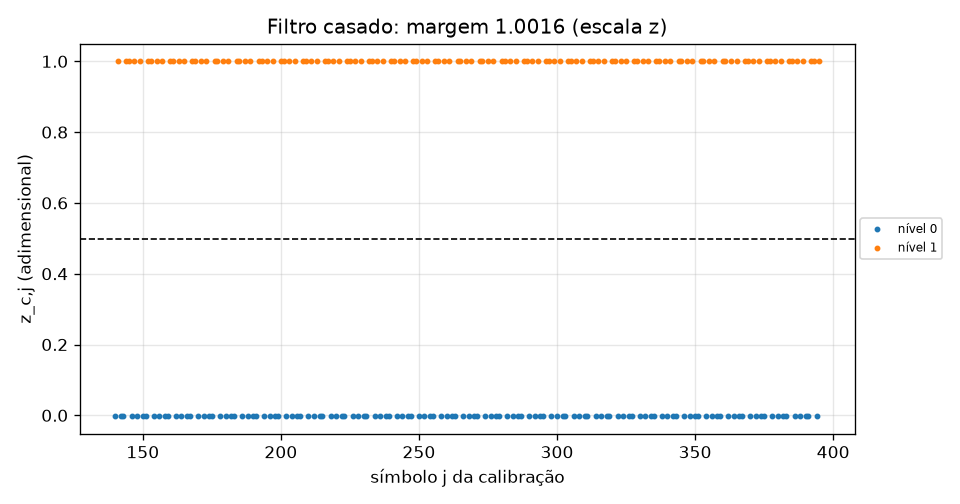 Filtro casado: margem 1.0016 (escala z)
z_c,j (adimensional)
1.0
0.8
0.6
0.4
0.2
0.0
150
200
250
300
350
400
símbolo j da calibração
nível 0
nível 1